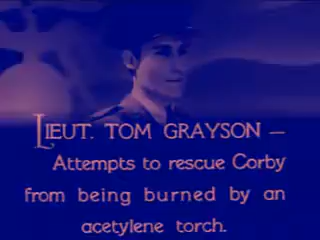 LIEUT. TOM GRAYSON —
Attempts to rescue Corby
from being burned by an
acetylene torch.